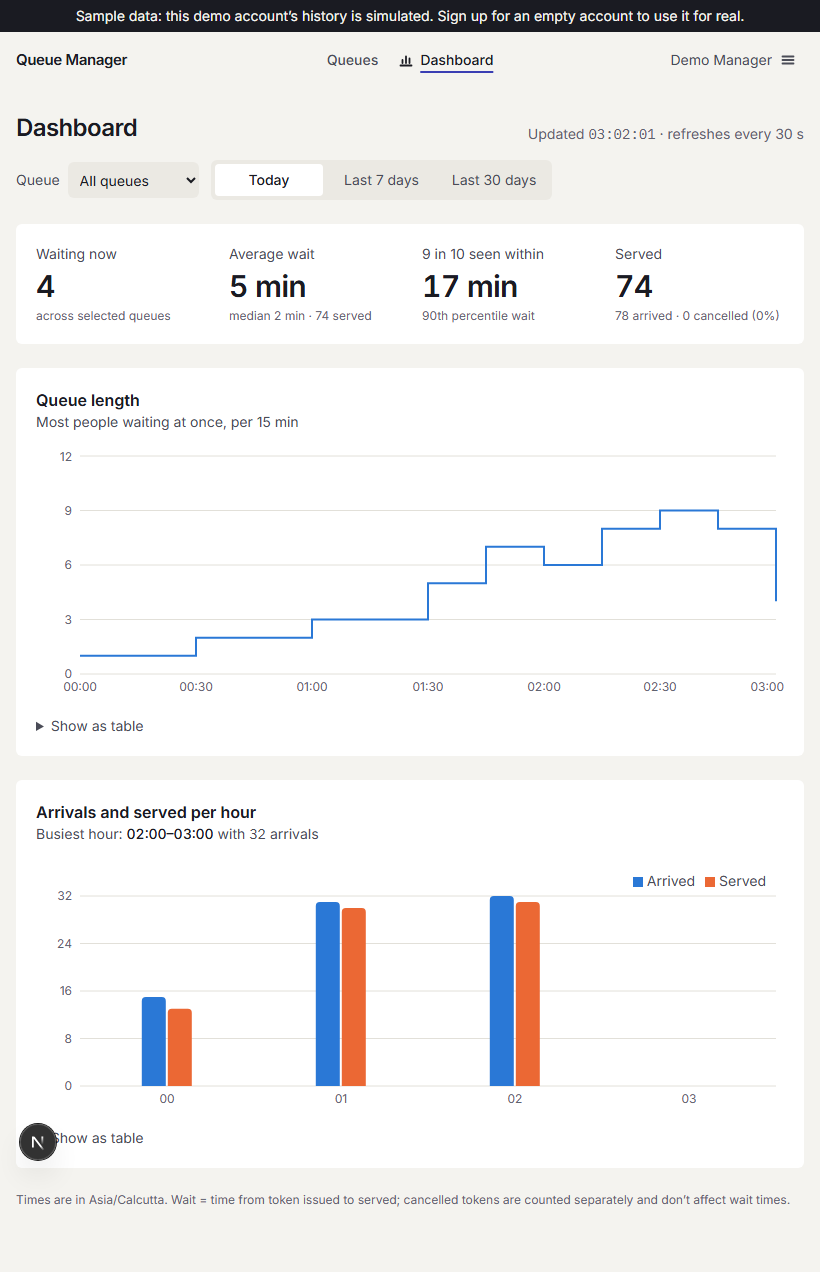 Sample data: this demo account’s history is simulated. Sign up for an empty account to use it for real.
Queue Manager Queues Dashboard Demo Manager
Dashboard
Updated 03:02:01 · refreshes every 30 s
Queue All queues Today Last 7 days Last 30 days
Waiting now Average wait 9 in 10 seen within Served
4 5 min 17 min 74
across selected queues median 2 min · 74 served 90th percentile wait 78 arrived · 0 cancelled (0%)
Queue length
Most people waiting at once, per 15 min
12
9
6
3
0
00:00 00:30 01:00 01:30 02:00 02:30 03:00
Show as table
Arrivals and served per hour
Busiest hour: 02:00–03:00 with 32 arrivals
Arrived Served
32
24
16
8
0
00 01 02 03
N Show as table
Times are in Asia/Calcutta. Wait = time from token issued to served; cancelled tokens are counted separately and don’t affect wait times.